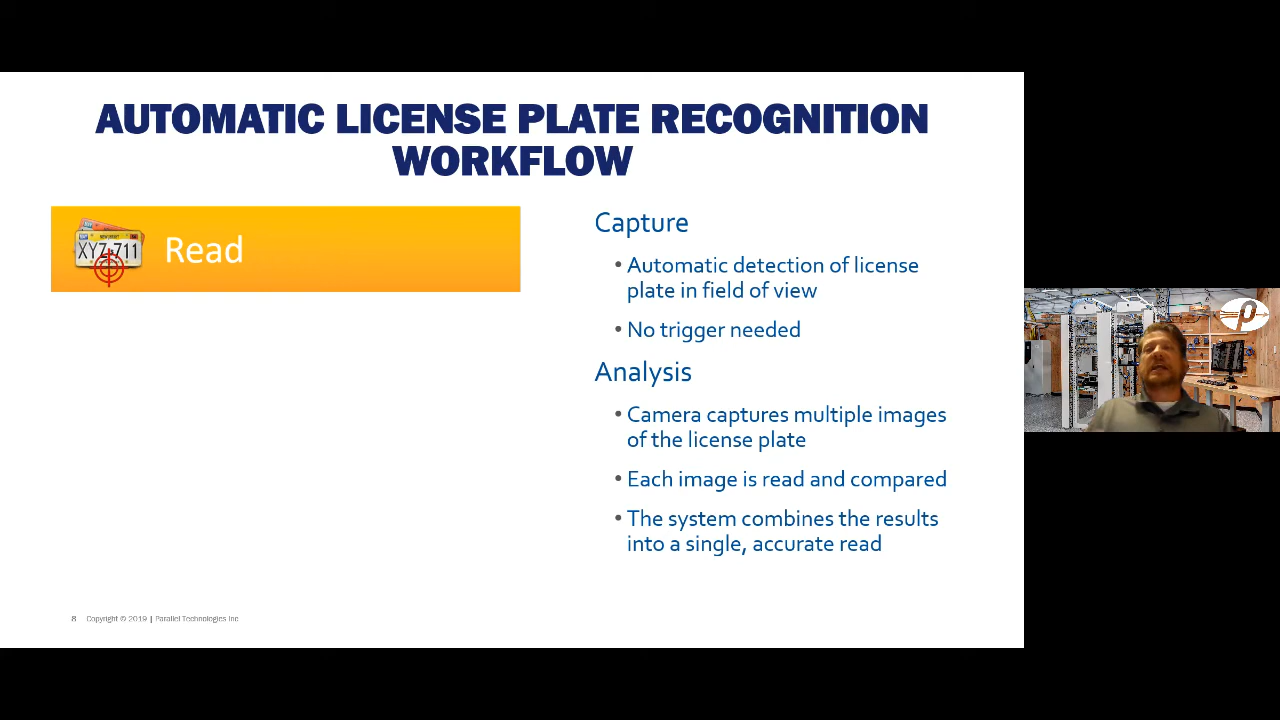 AUTOMATIC LICENSE PLATE RECOGNITION
WORKFLOW
XYZ 711
Read
Capture
• Automatic detection of license
plate in field of view
• No trigger needed
Analysis
• Camera captures multiple images
of the license plate
• Each image is read and compared
• The system combines the results
into a single, accurate read
p
8 Copyright © 2019 | Parallel Technologies Inc